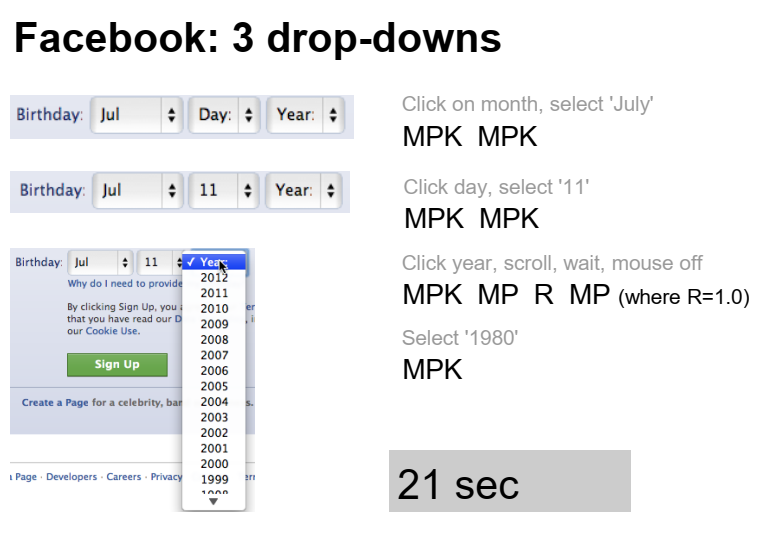 Facebook: 3 drop-downs
Birthday: Jul Day: Year:
Click on month, select 'July'
MPK MPK
Birthday: Jul 11 Year:
Click day, select '11'
MPK MPK
Birthday: Jul 11 ✓ Year:
Why do I need to provide
By clicking Sign Up, you a
that you have read our D
our Cookie Use.
Sign Up
Create a Page for a celebrity, ban s.
a Page · Developers · Careers · Privacy
2012
2011
2010
2009
2008
2007
2006
2005
2004
2003
2002
2001
2000
1999
1998
Click year, scroll, wait, mouse off
MPK MP R MP (where R=1.0)
Select '1980'
MPK
21 sec